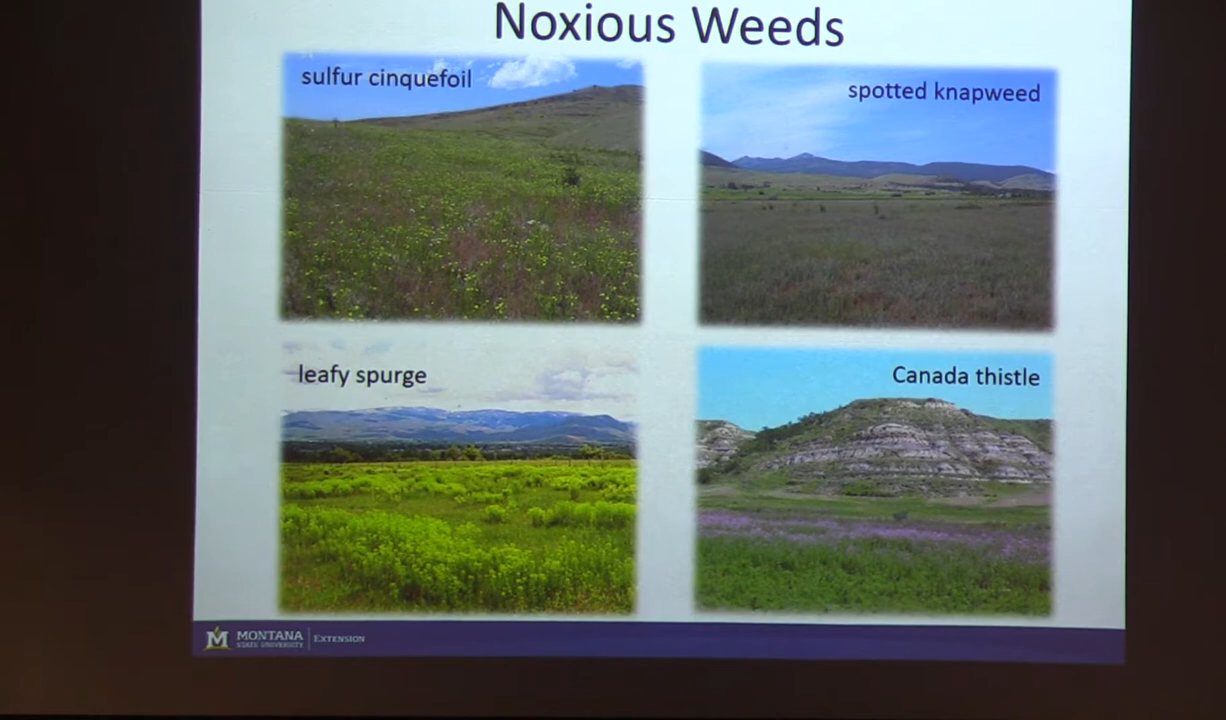 Noxious Weeds
sulfur cinquefoil
spotted knapweed
leafy spurge
Canada thistle
M MONTANA
STATE UNIVERSITY
EXTENSION